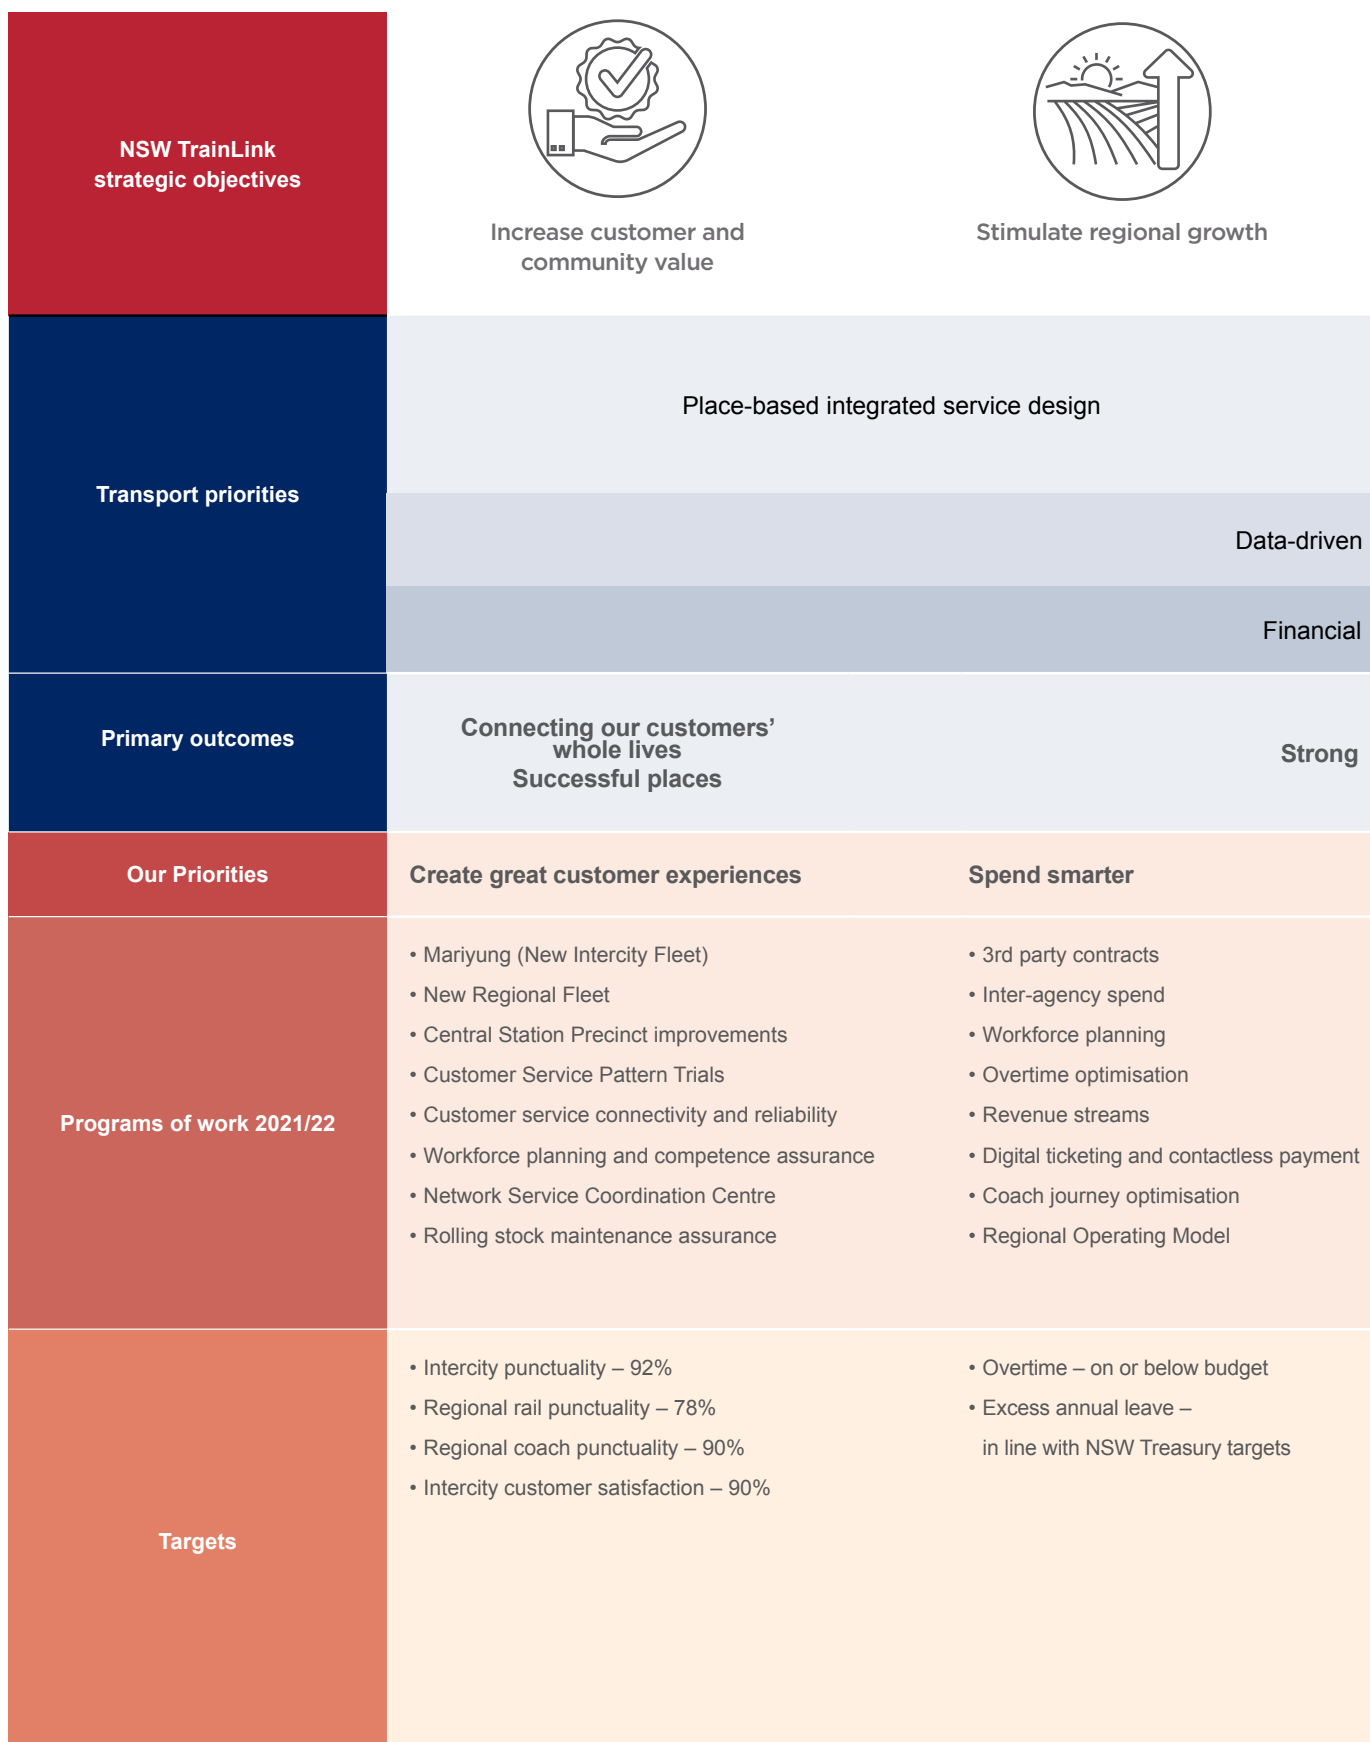 NSW TrainLink
strategic objectives
Increase customer and
community value
Stimulate regional growth
Transport priorities
Place-based integrated service design
Data-driven
Financial
Primary outcomes
Connecting our customers’
whole lives
Successful places
Strong
Our Priorities
Create great customer experiences
Spend smarter
Programs of work 2021/22
• Mariyung (New Intercity Fleet)
• New Regional Fleet
• Central Station Precinct improvements
• Customer Service Pattern Trials
• Customer service connectivity and reliability
• Workforce planning and competence assurance
• Network Service Coordination Centre
• Rolling stock maintenance assurance
• 3rd party contracts
• Inter-agency spend
• Workforce planning
• Overtime optimisation
• Revenue streams
• Digital ticketing and contactless payment
• Coach journey optimisation
• Regional Operating Model
Targets
• Intercity punctuality – 92%
• Regional rail punctuality – 78%
• Regional coach punctuality – 90%
• Intercity customer satisfaction – 90%
• Overtime – on or below budget
• Excess annual leave –
in line with NSW Treasury targets